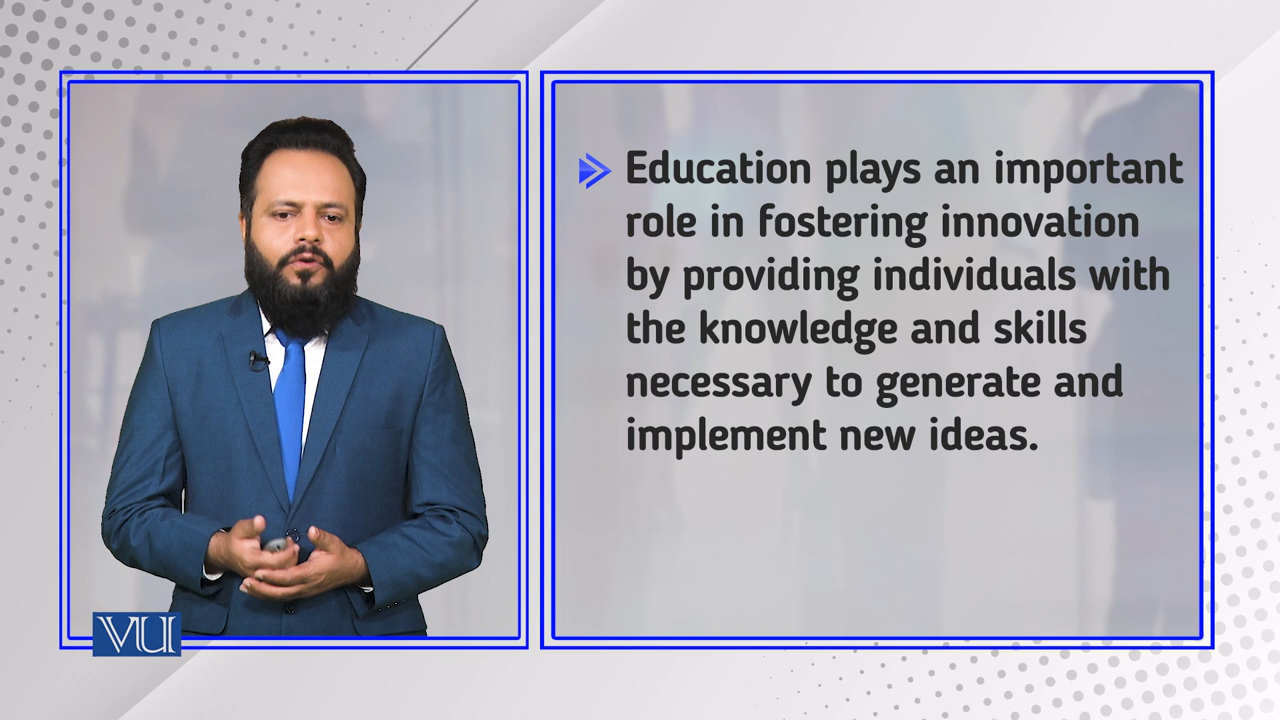 Education plays an important
role in fostering innovation
by providing individuals with
the knowledge and skills
necessary to generate and
implement new ideas.
VU